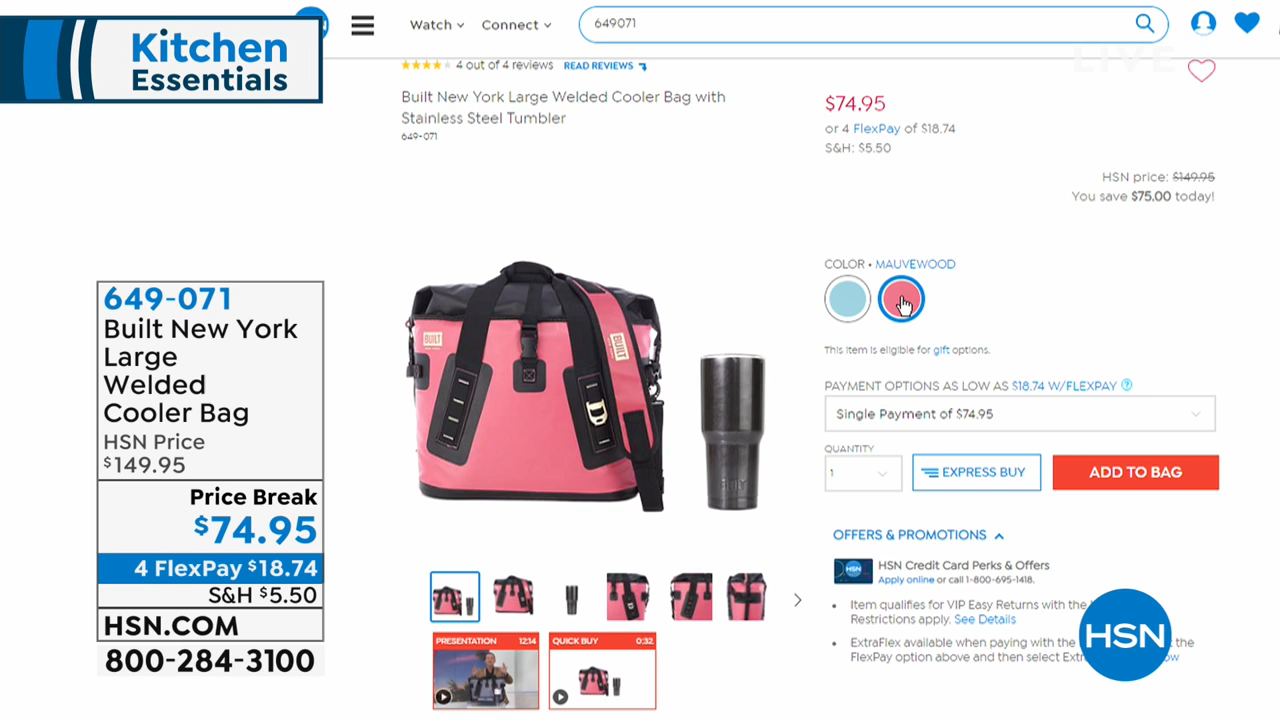 Kitchen
Essentials
Watch
Connect
649071
LIVE
4 out of 4 reviews READ REVIEWS
Built New York Large Welded Cooler Bag with
Stainless Steel Tumbler
649-071
$74.95
or 4 FlexPay of $18.74
S&H: $5.50
HSN price: $149.95
You save $75.00 today!
COLOR • MAUVEWOOD
This item is eligible for gift options.
PAYMENT OPTIONS AS LOW AS $18.74 W/FLEXPAY ?
Single Payment of $74.95
QUANTITY
1
EXPRESS BUY
ADD TO BAG
OFFERS & PROMOTIONS
HSN
HSN Credit Card Perks & Offers
Apply online or call 1-800-695-1418.
• Item qualifies for VIP Easy Returns with the
Restrictions apply. See Details
• ExtraFlex available when paying with the the
FlexPay option above and then select
HSN
BUILT
BUILT
BUILT
PRESENTATION 12:14
QUICK BUY 0:32
649-071
Built New York
Large
Welded
Cooler Bag
HSN Price
$149.95
Price Break
$74.95
4 FlexPay $18.74
S&H $5.50
HSN.COM
800-284-3100